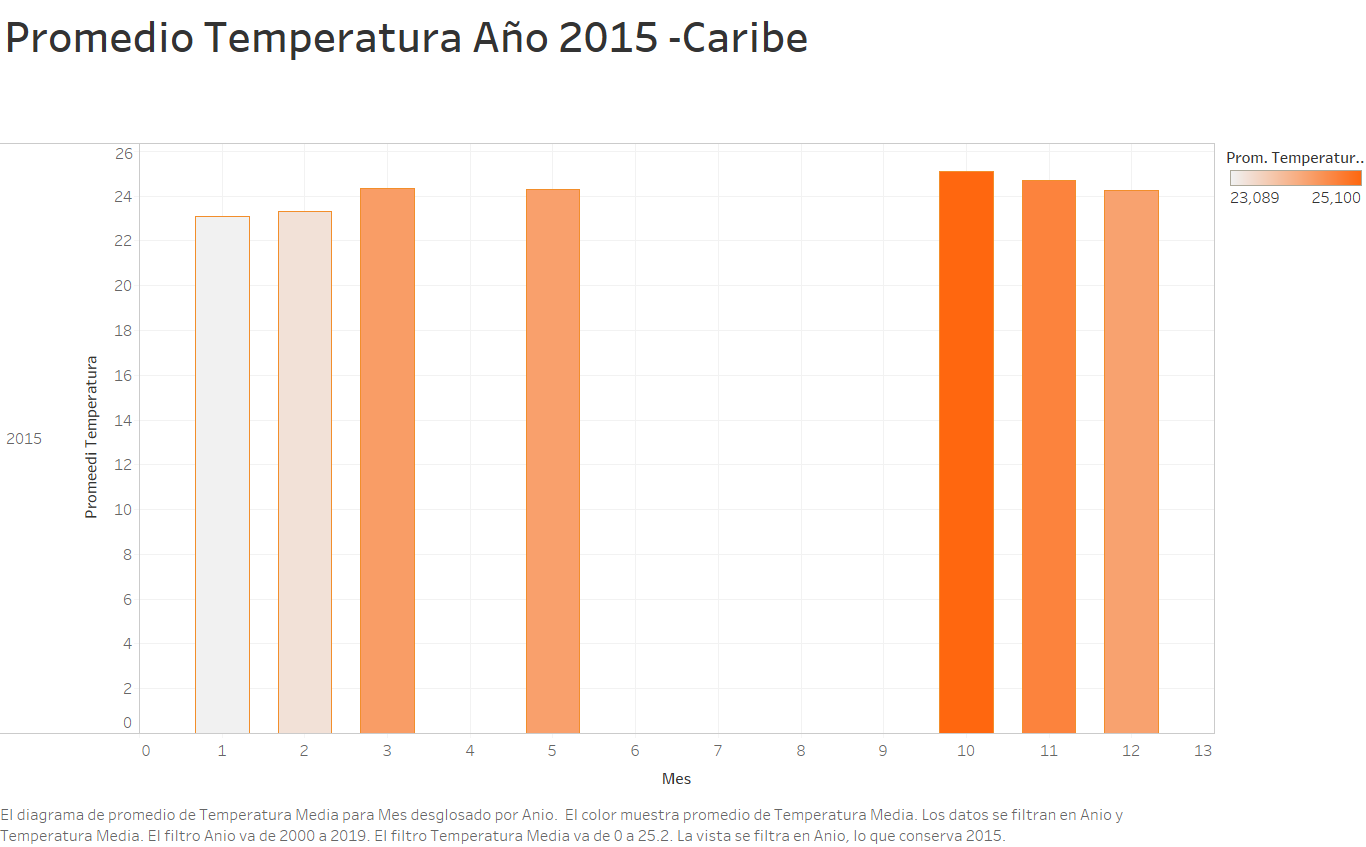 Promedio Temperatura Año 2015 -Caribe
Prom. Temperatur..
23,089 25,100
26
24
22
20
18
16
14
12
10
8
6
4
2
0
Promeedi Temperatura
2015
0 1 2 3 4 5 6 7 8 9 10 11 12 13
Mes
El diagrama de promedio de Temperatura Media para Mes desglosado por Anio.  El color muestra promedio de Temperatura Media. Los datos se filtran en Anio y
Temperatura Media. El filtro Anio va de 2000 a 2019. El filtro Temperatura Media va de 0 a 25.2. La vista se filtra en Anio, lo que conserva 2015.